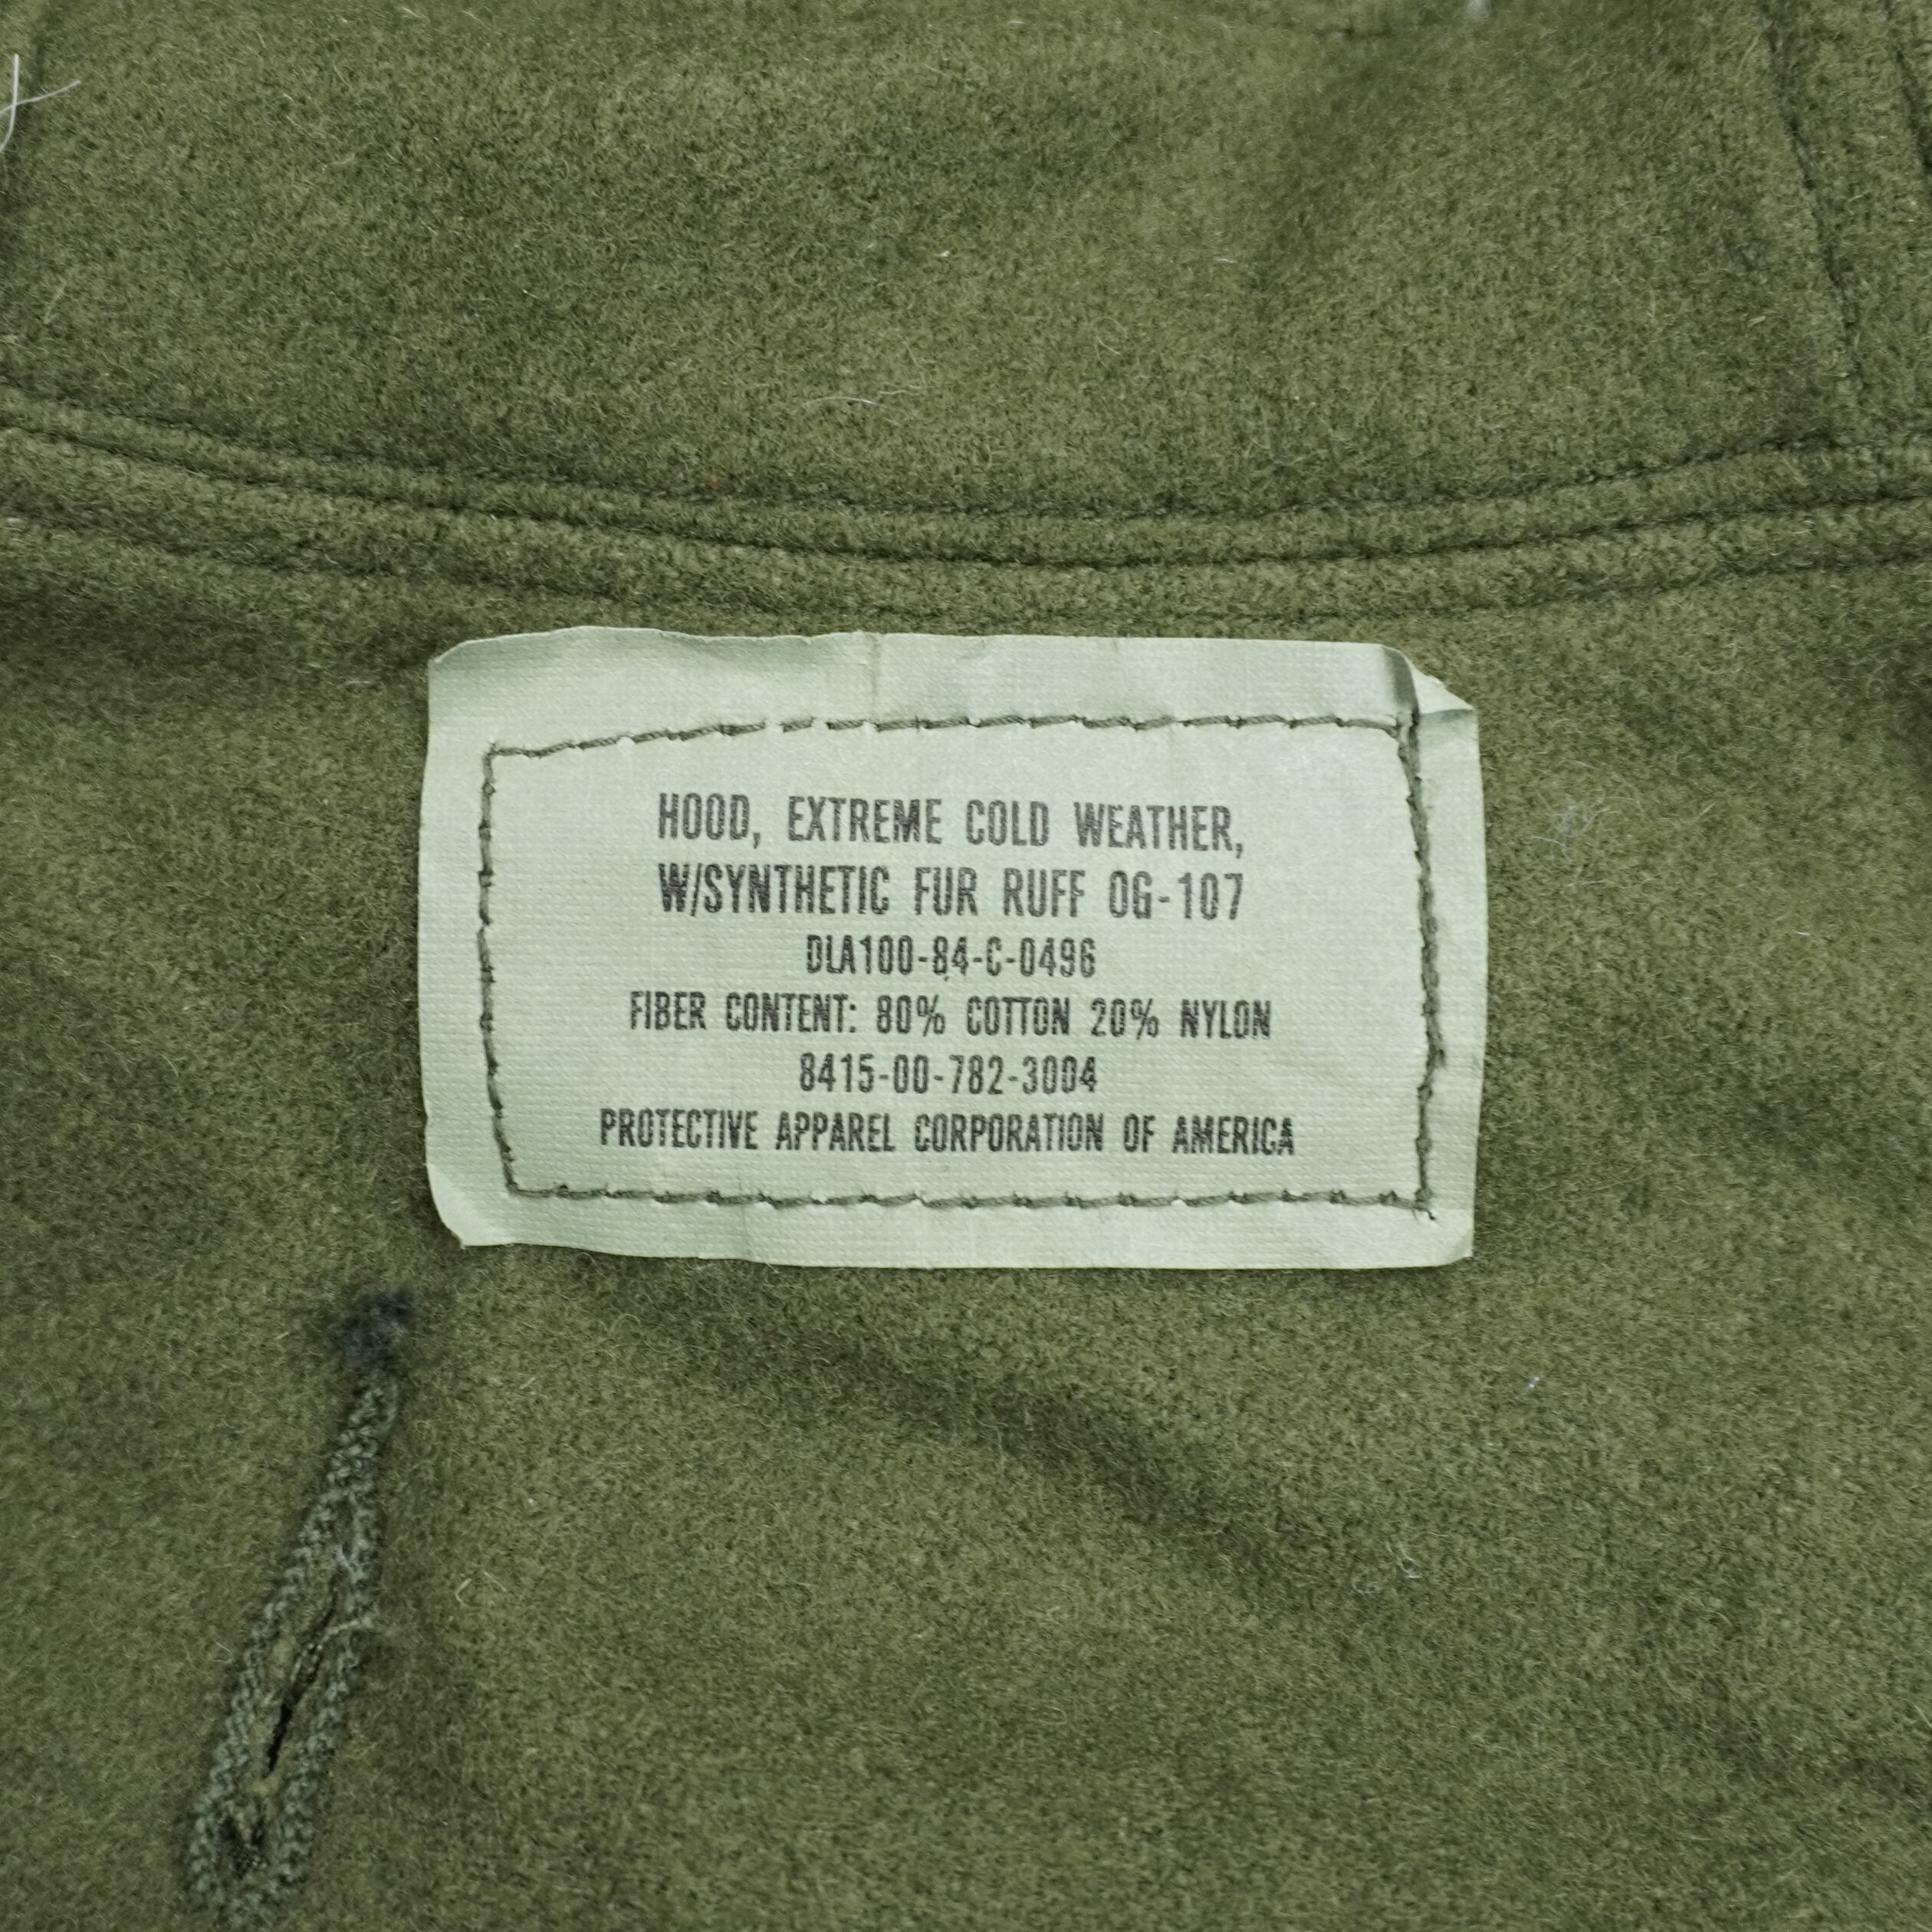 HOOD, EXTREME COLD WEATHER,
W/SYNTHETIC FUR RUFF OG-107
DLA100-84-C-0496
FIBER CONTENT: 80% COTTON 20% NYLON
8415-00-782-3004
PROTECTIVE APPAREL CORPORATION OF AMERICA